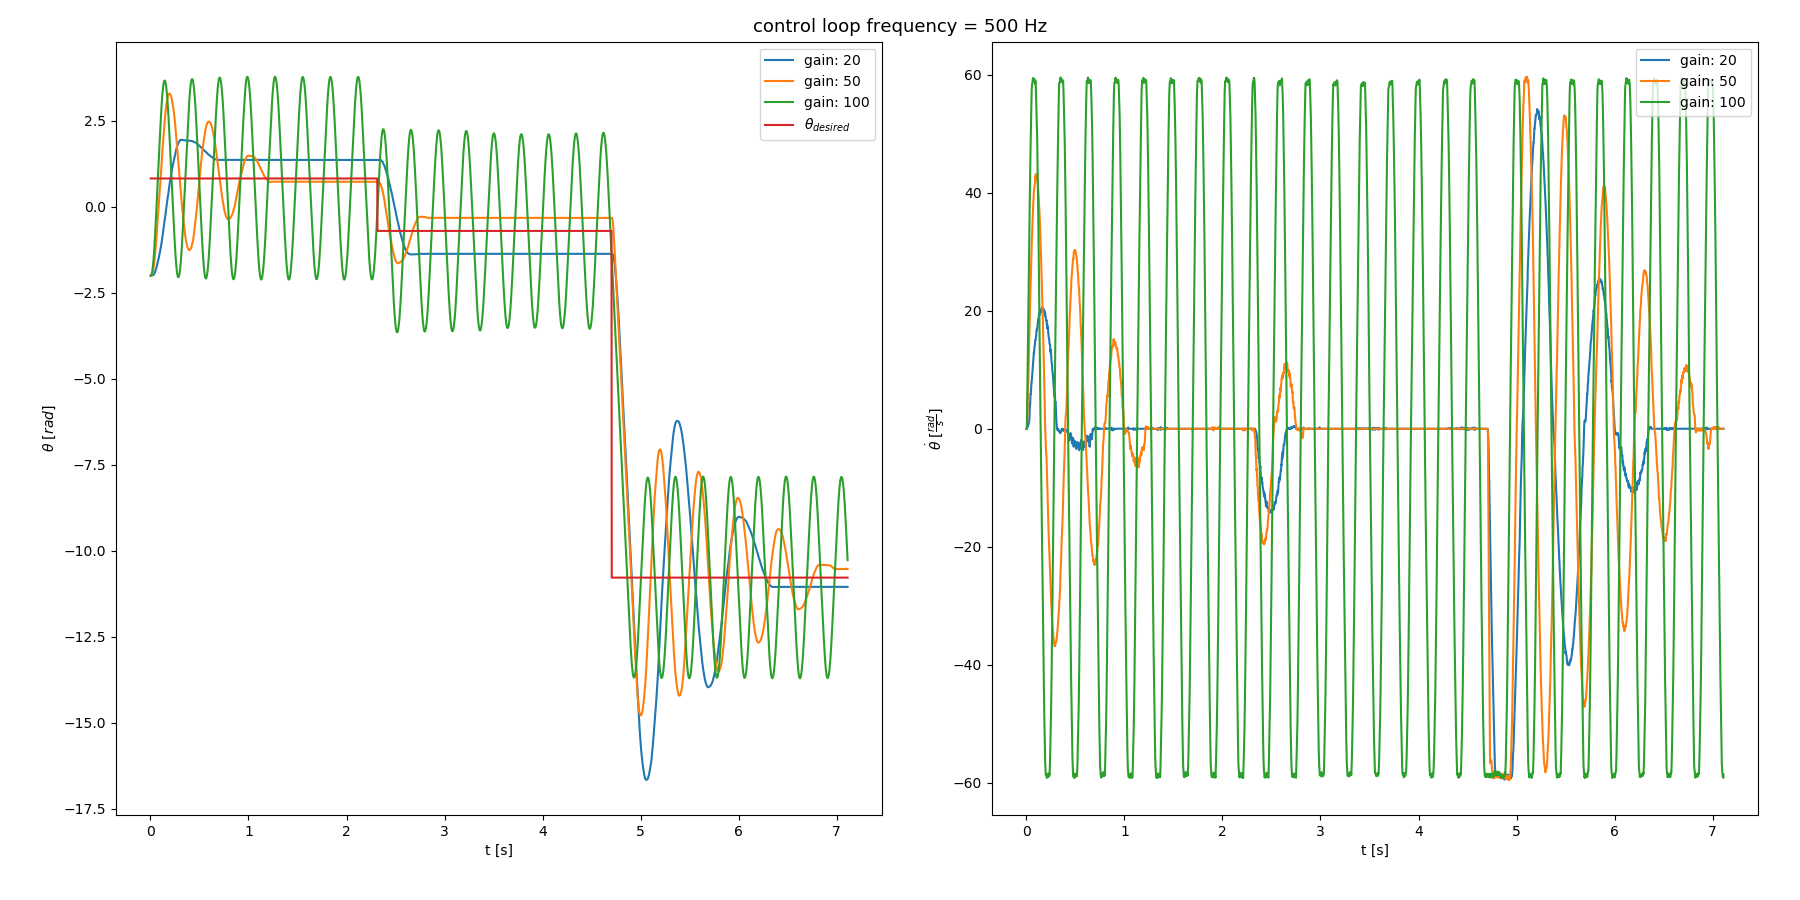 control loop frequency = 500 Hz
θ [rad]
2.5
0.0
−2.5
−5.0
−7.5
−10.0
−12.5
−15.0
−17.5
0 1 2 3 4 5 6 7
t [s]
gain: 20
gain: 50
gain: 100
θ_desired
θ̇ [rad/s]
60
40
20
0
−20
−40
−60
0 1 2 3 4 5 6 7
t [s]
gain: 20
gain: 50
gain: 100